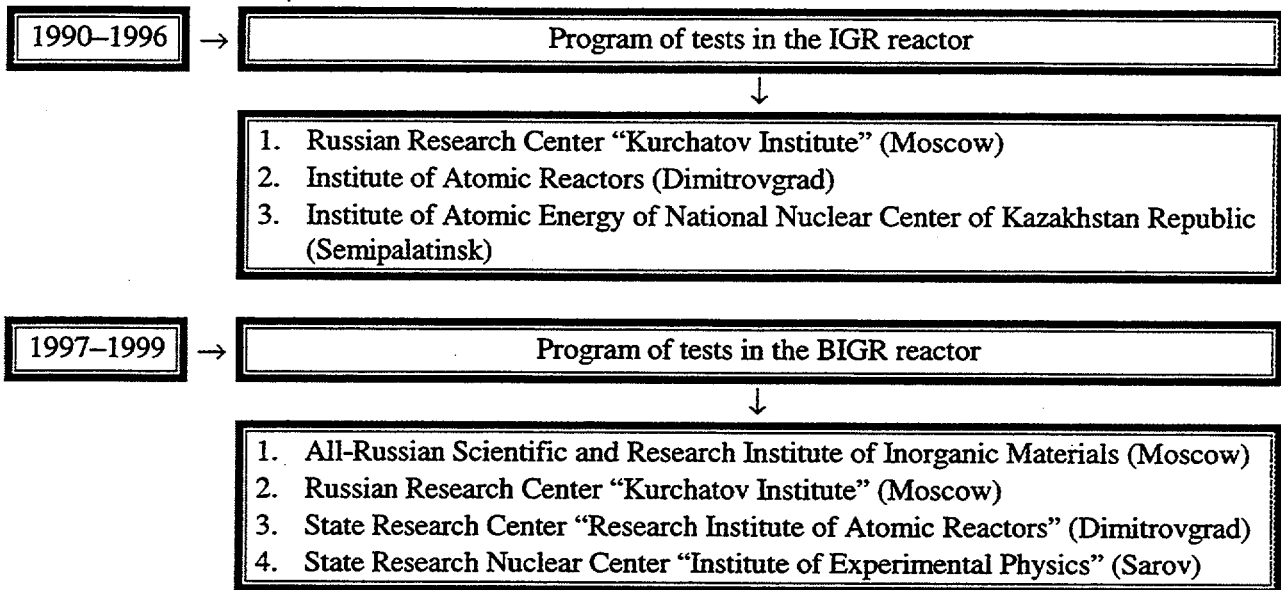 1990–1996 → Program of tests in the IGR reactor
↓
1. Russian Research Center “Kurchatov Institute” (Moscow)
2. Institute of Atomic Reactors (Dimitrovgrad)
3. Institute of Atomic Energy of National Nuclear Center of Kazakhstan Republic
(Semipalatinsk)
1997–1999 → Program of tests in the BIGR reactor
↓
1. All-Russian Scientific and Research Institute of Inorganic Materials (Moscow)
2. Russian Research Center “Kurchatov Institute” (Moscow)
3. State Research Center “Research Institute of Atomic Reactors” (Dimitrovgrad)
4. State Research Nuclear Center “Institute of Experimental Physics” (Sarov)